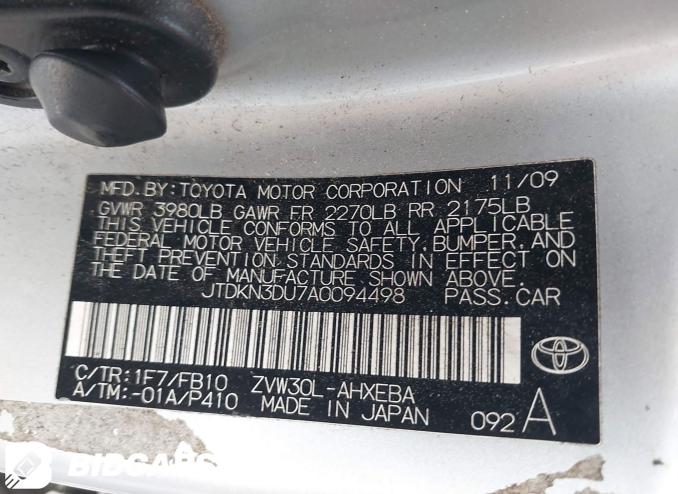 MFD. BY: TOYOTA MOTOR CORPORATION 11/09
GVWR 3980LB GAWR FR 2270LB RR 2175LB
THIS VEHICLE CONFORMS TO ALL APPLICABLE
FEDERAL MOTOR VEHICLE SAFETY, BUMPER, AND
THEFT PREVENTION STANDARDS IN EFFECT ON
THE DATE OF MANUFACTURE SHOWN ABOVE.
JTDKN3DU7A0094498 PASS. CAR
C/TR: 1F7/FB10 ZVW30L-AHXEBA
A/TM: -01A/P410 MADE IN JAPAN 092 A
BIDCARS